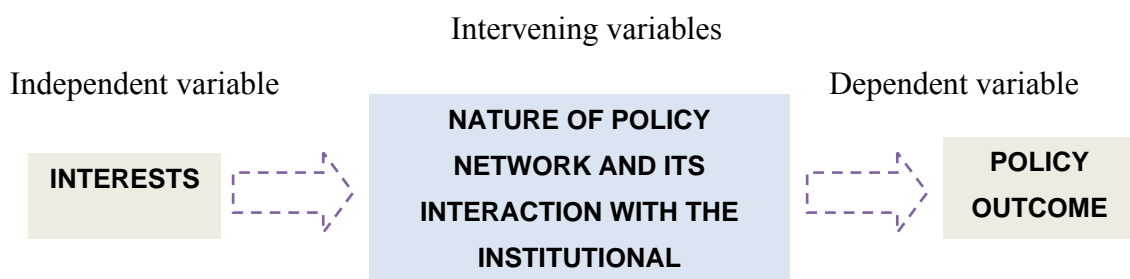 Intervening variables
Independent variable
Dependent variable
INTERESTS
NATURE OF POLICY
NETWORK AND ITS
INTERACTION WITH THE
INSTITUTIONAL
POLICY
OUTCOME